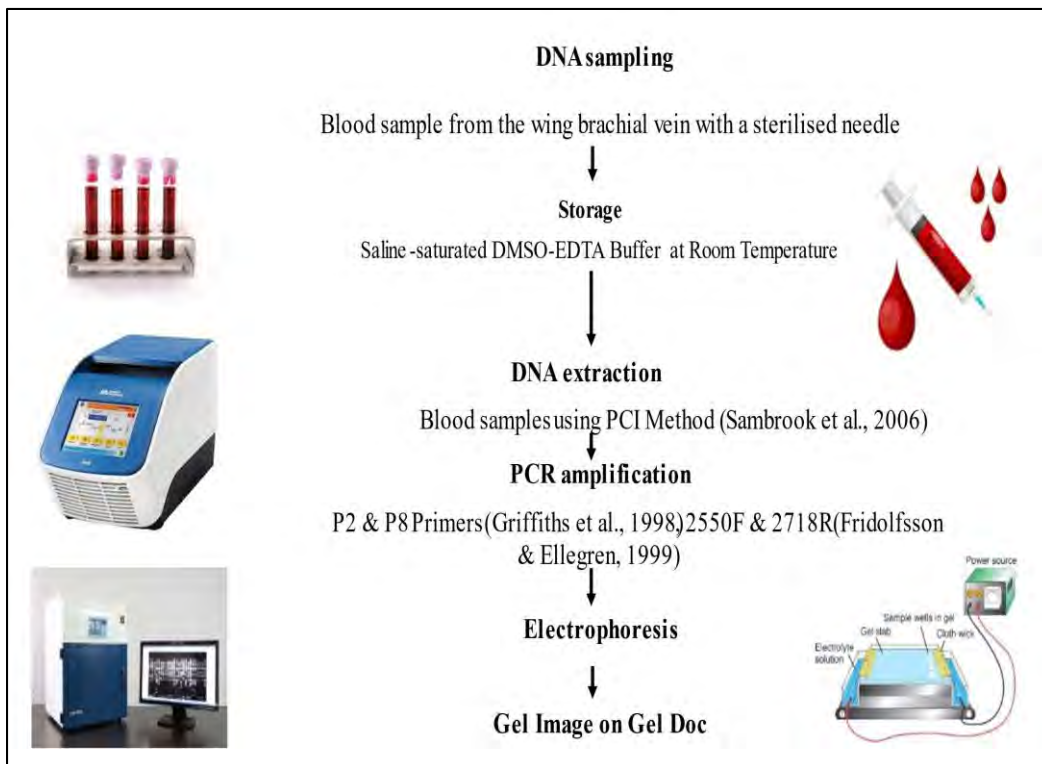 DNA sampling
Blood sample from the wing brachial vein with a sterilised needle
Storage
Saline-saturated DMSO-EDTA Buffer at Room Temperature
DNA extraction
Blood samples using PCI Method (Sambrook et al., 2006)
PCR amplification
P2 & P8 Primers (Griffiths et al., 1998,) 2550F & 2718R (Fridolfsson
& Ellegren, 1999)
Electrophoresis
Gel Image on Gel Doc
Power source
Sample wells in gel
Gel slab
Cloth wick
Electrolyte
solution